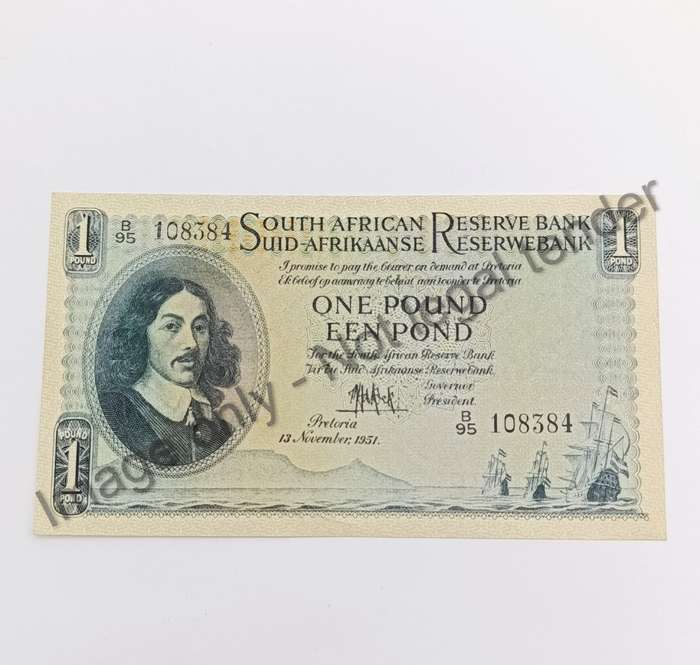 1
POUND
B
95 108384
SOUTH AFRICAN RESERVE BANK
SUID-AFRIKAANSE RESERWEBANK
1
POUND
I promise to pay the bearer on demand at Pretoria
Ek beloof op aanvraag te betaal aan toonder te Pretoria
ONE POUND
EEN POND
For the South African Reserve Bank
Vir die Suid-Afrikaanse Reserwebank
Governor
President.
B
95 108384
Pretoria
13 November, 1951.
POUND
1
POND
Image only - Not legal tender